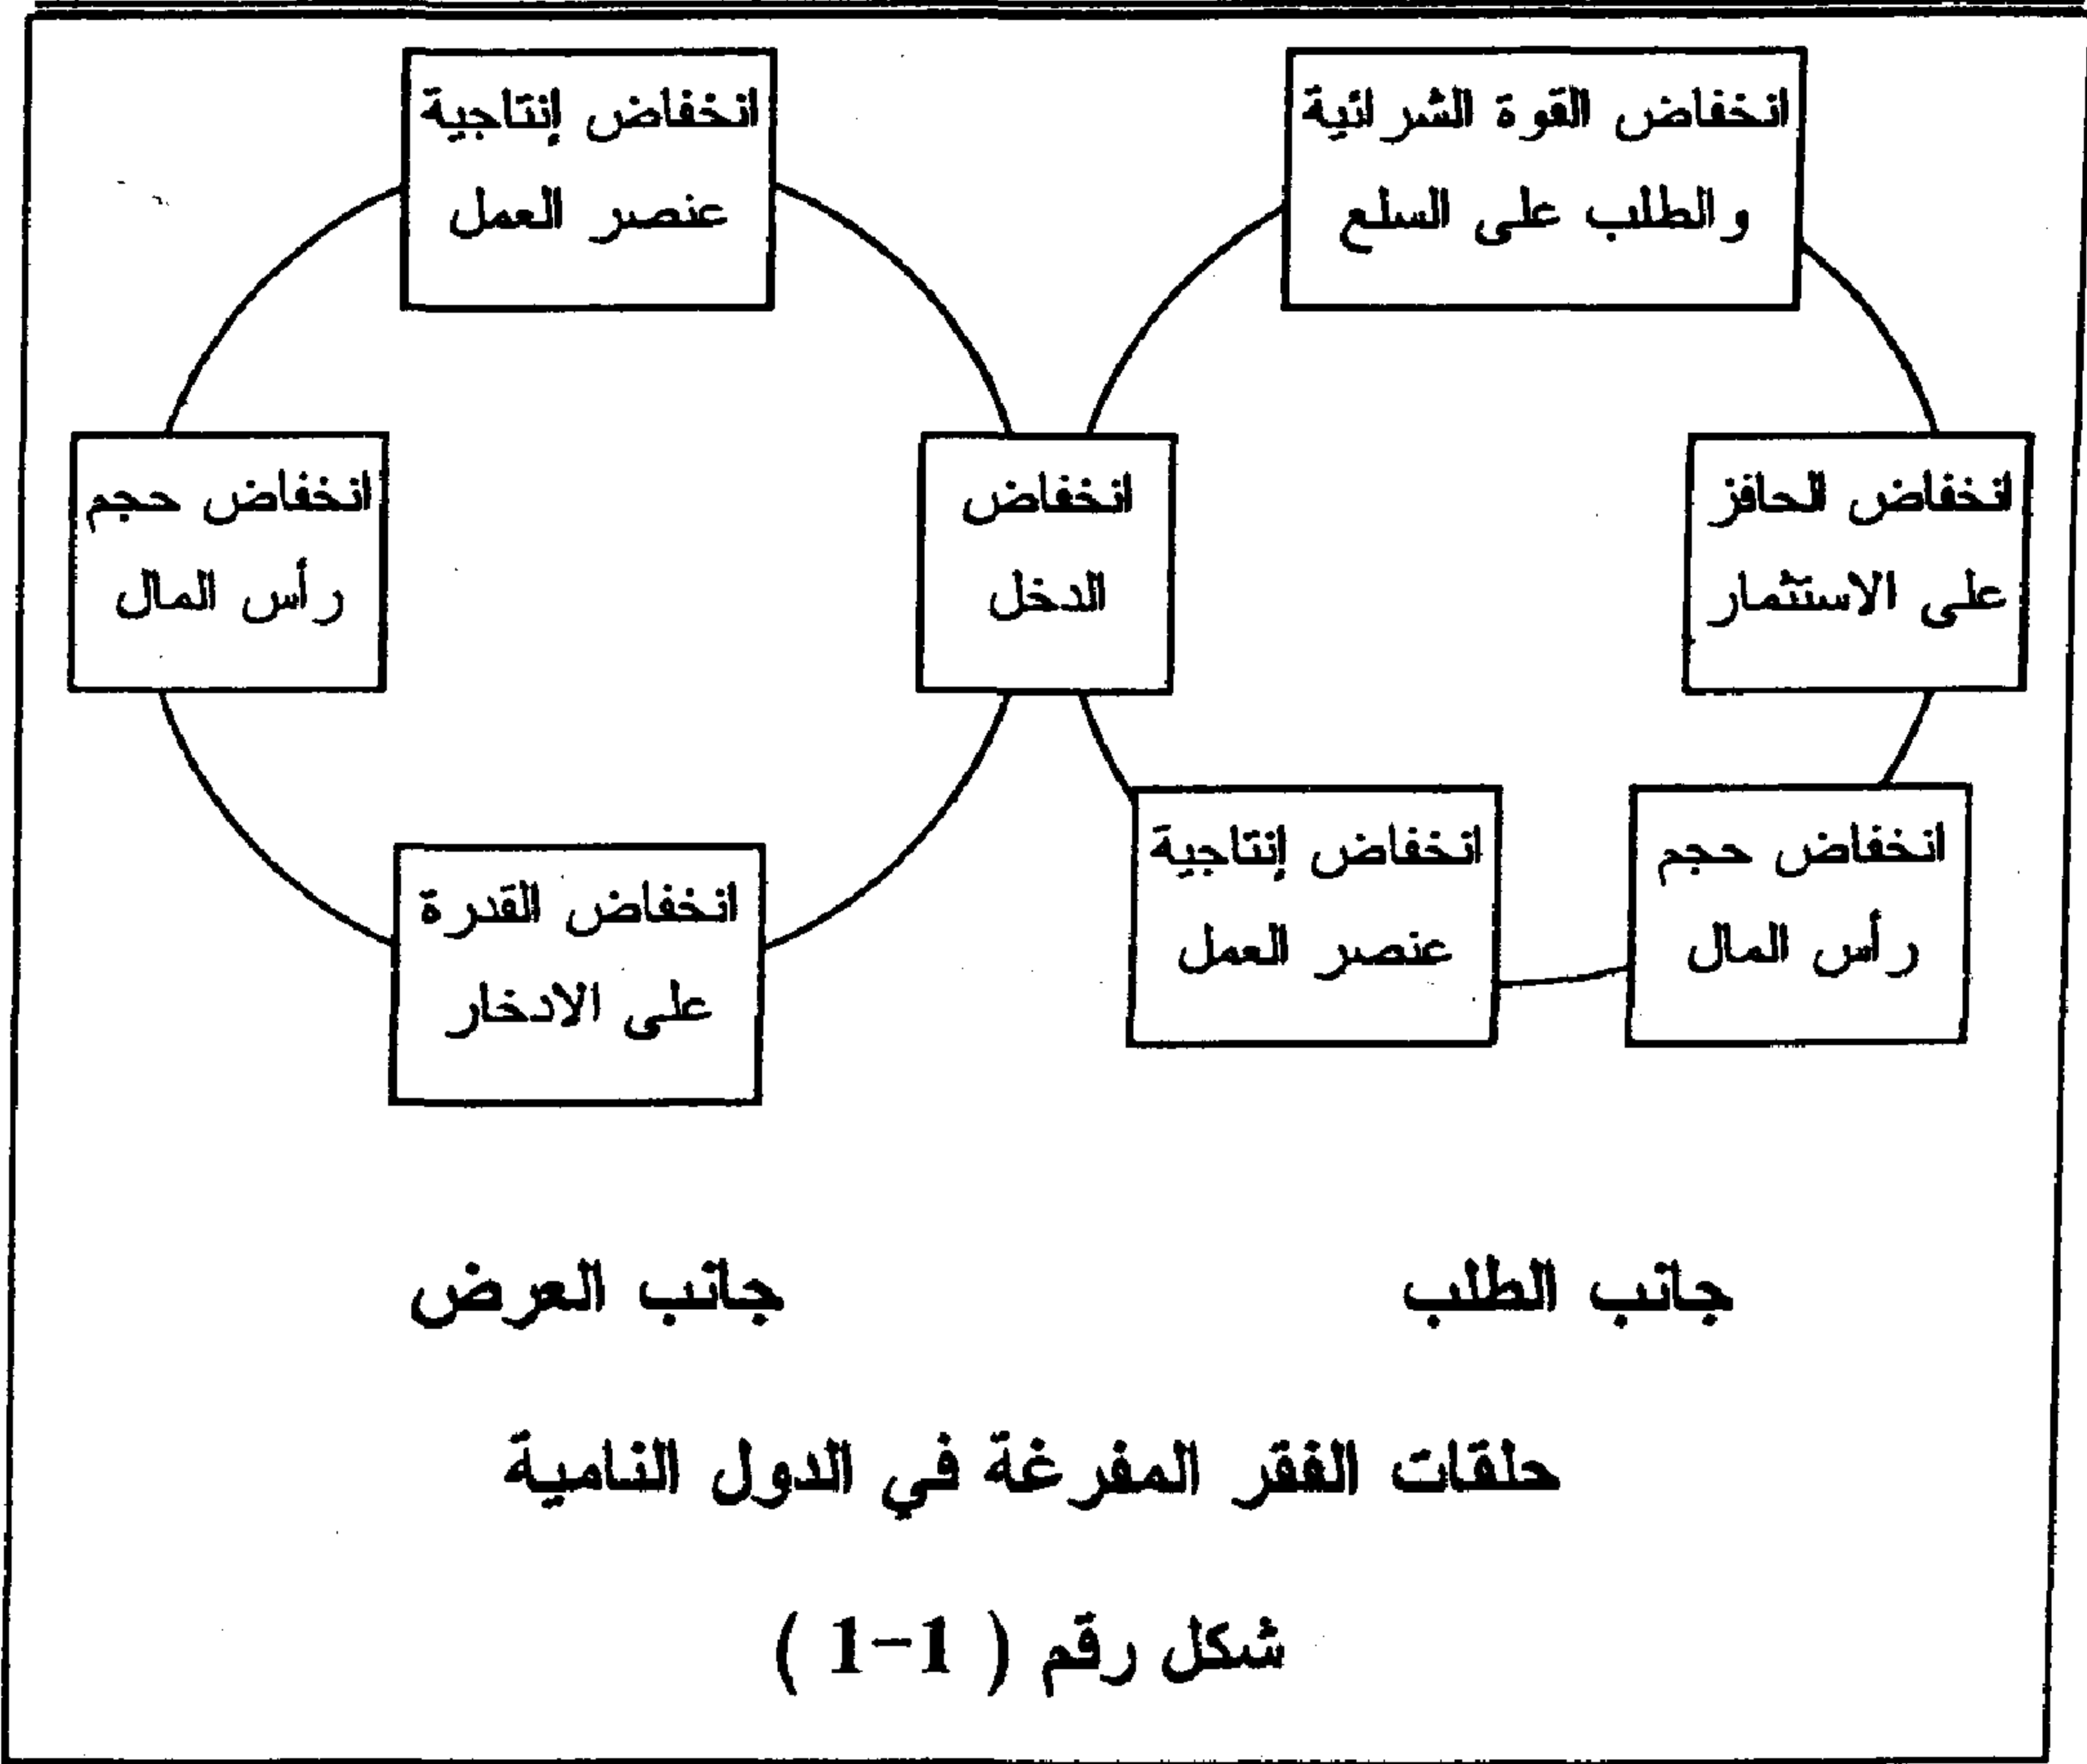 انخفاض القوة الشرائية
والطلب على السلع
انخفاض إنتاجية
عنصر العمل
انخفاض الحافز
على الاستثمار
انخفاض
الدخل
انخفاض حجم
رأس المال
انخفاض حجم
رأس المال
انخفاض إنتاجية
عنصر العمل
انخفاض القدرة
على الادخار
جانب الطلب
جانب العرض
حلقات الفقر المفرغة في الدول النامية
شكل رقم ( 1-1 )